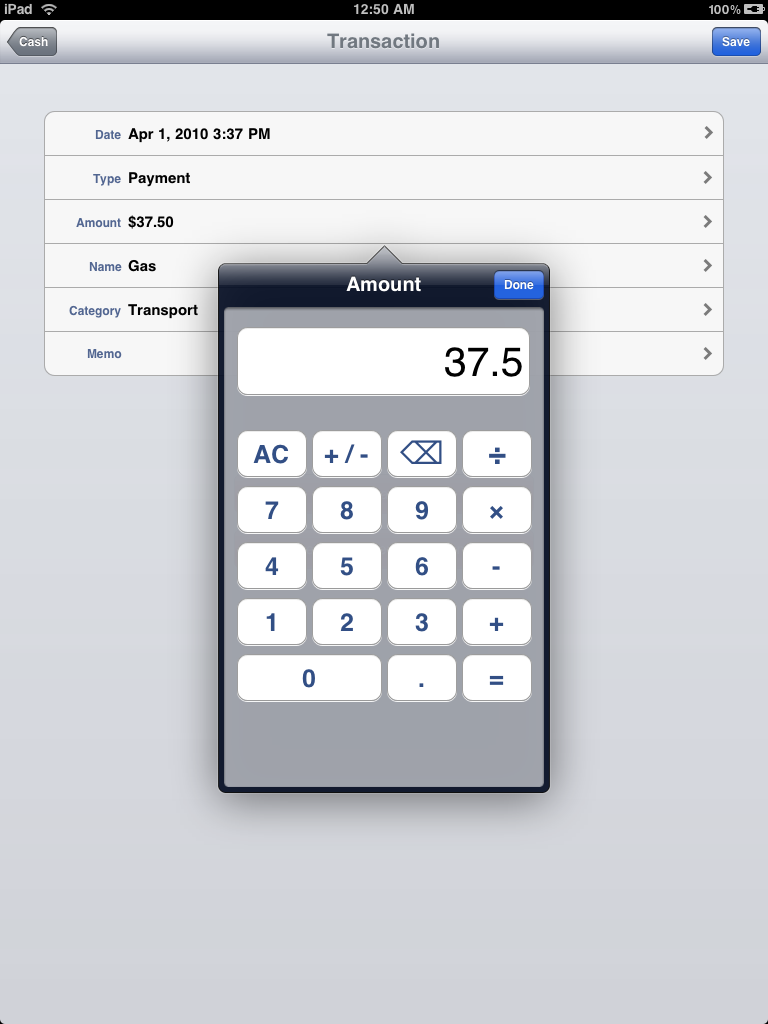 iPad 12:50 AM 100%
Cash Transaction Save
Date Apr 1, 2010 3:37 PM
Type Payment
Amount $37.50
Name Gas
Category Transport
Memo
Amount Done
37.5
AC + / - ⌫ ÷
7 8 9 ×
4 5 6 -
1 2 3 +
0 . =